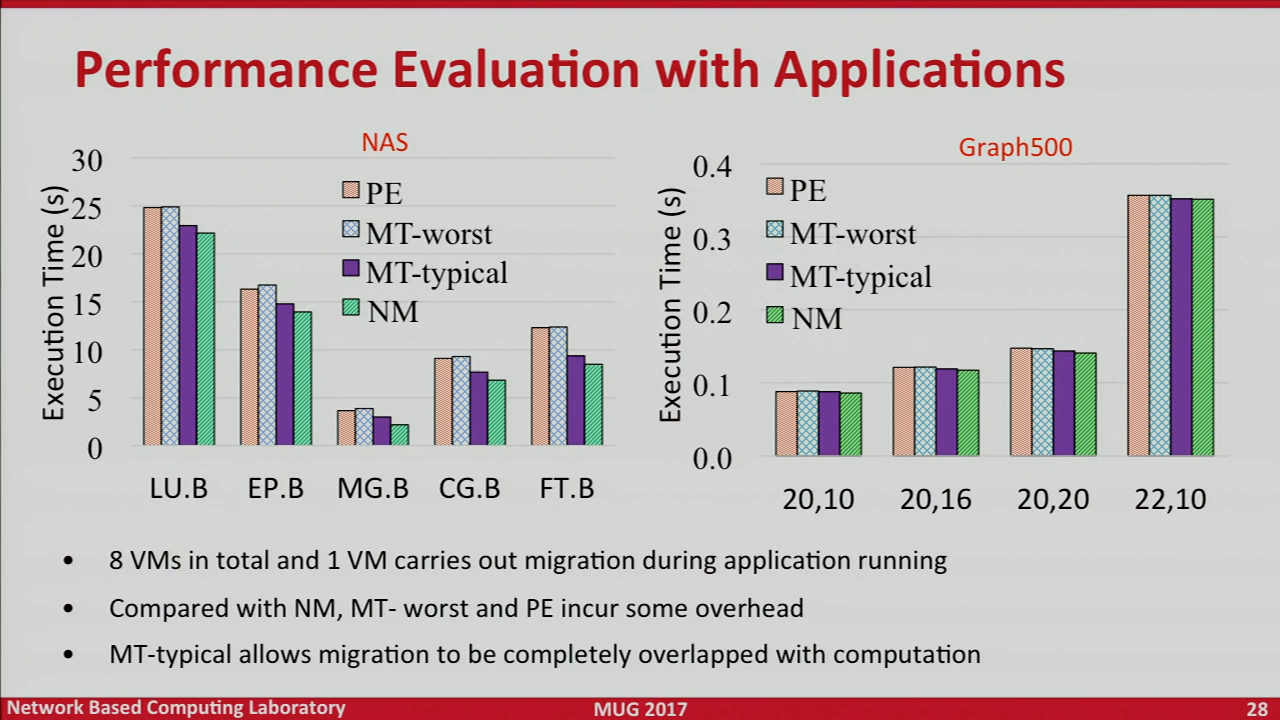 Performance Evaluation with Applications
NAS
30
25
20
15
10
5
0
Execution Time (s)
PE
MT-worst
MT-typical
NM
LU.B EP.B MG.B CG.B FT.B
Graph500
0.4
0.3
0.2
0.1
0.0
Execution Time (s)
PE
MT-worst
MT-typical
NM
20,10 20,16 20,20 22,10
• 8 VMs in total and 1 VM carries out migration during application running
• Compared with NM, MT- worst and PE incur some overhead
• MT-typical allows migration to be completely overlapped with computation
Network Based Computing Laboratory MUG 2017 28